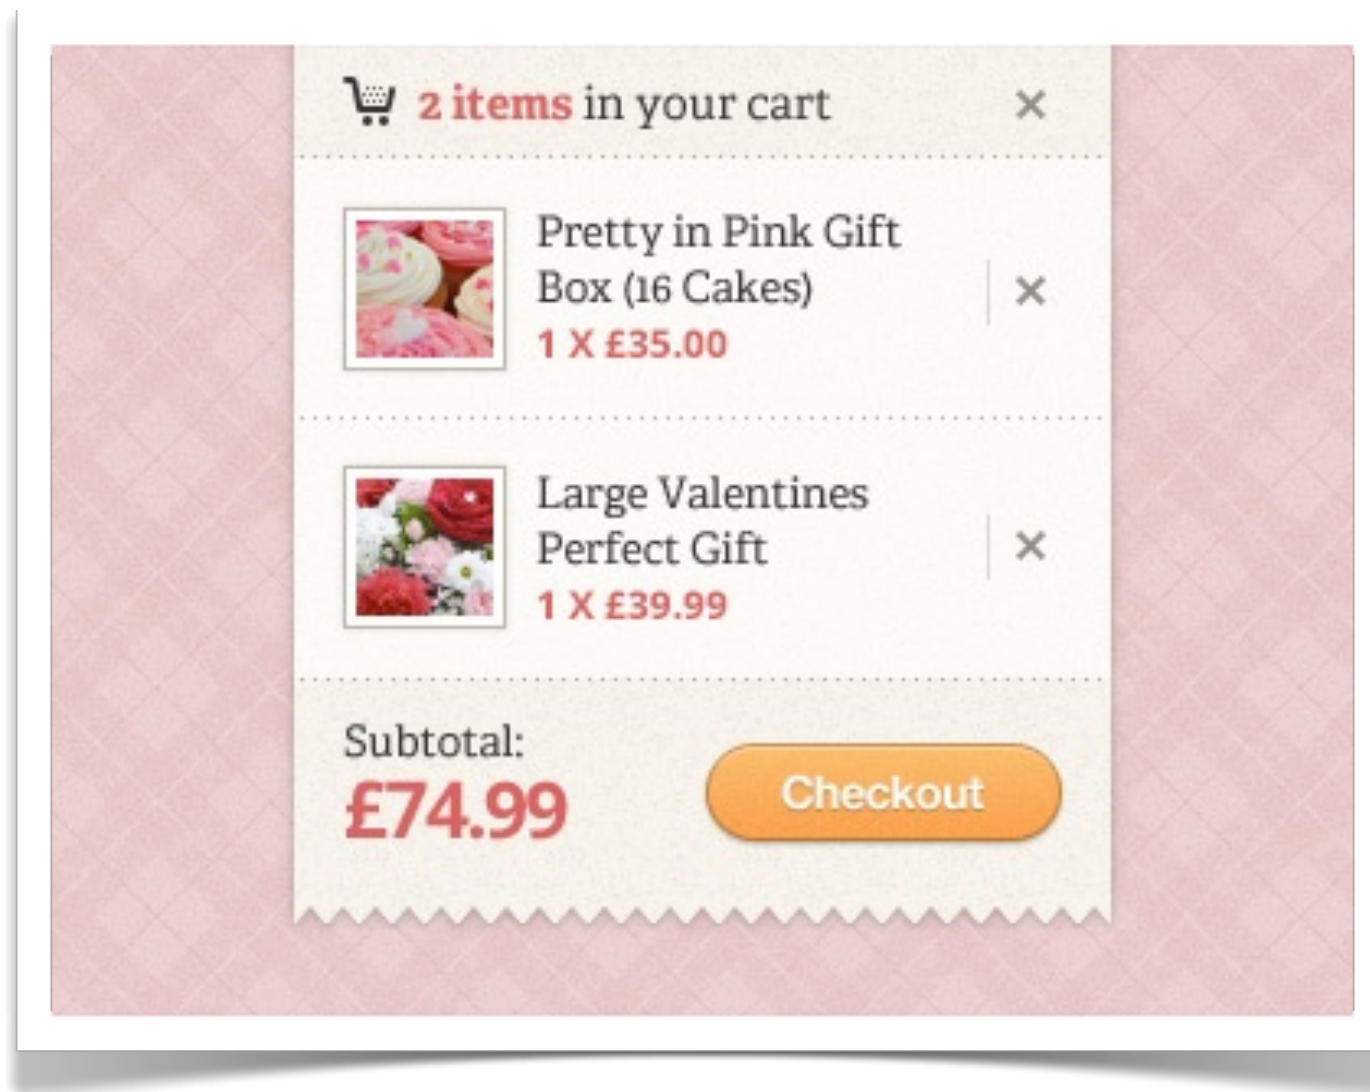 2 items in your cart
Pretty in Pink Gift
Box (16 Cakes)
1 X £35.00
Large Valentines
Perfect Gift
1 X £39.99
Subtotal:
£74.99
Checkout